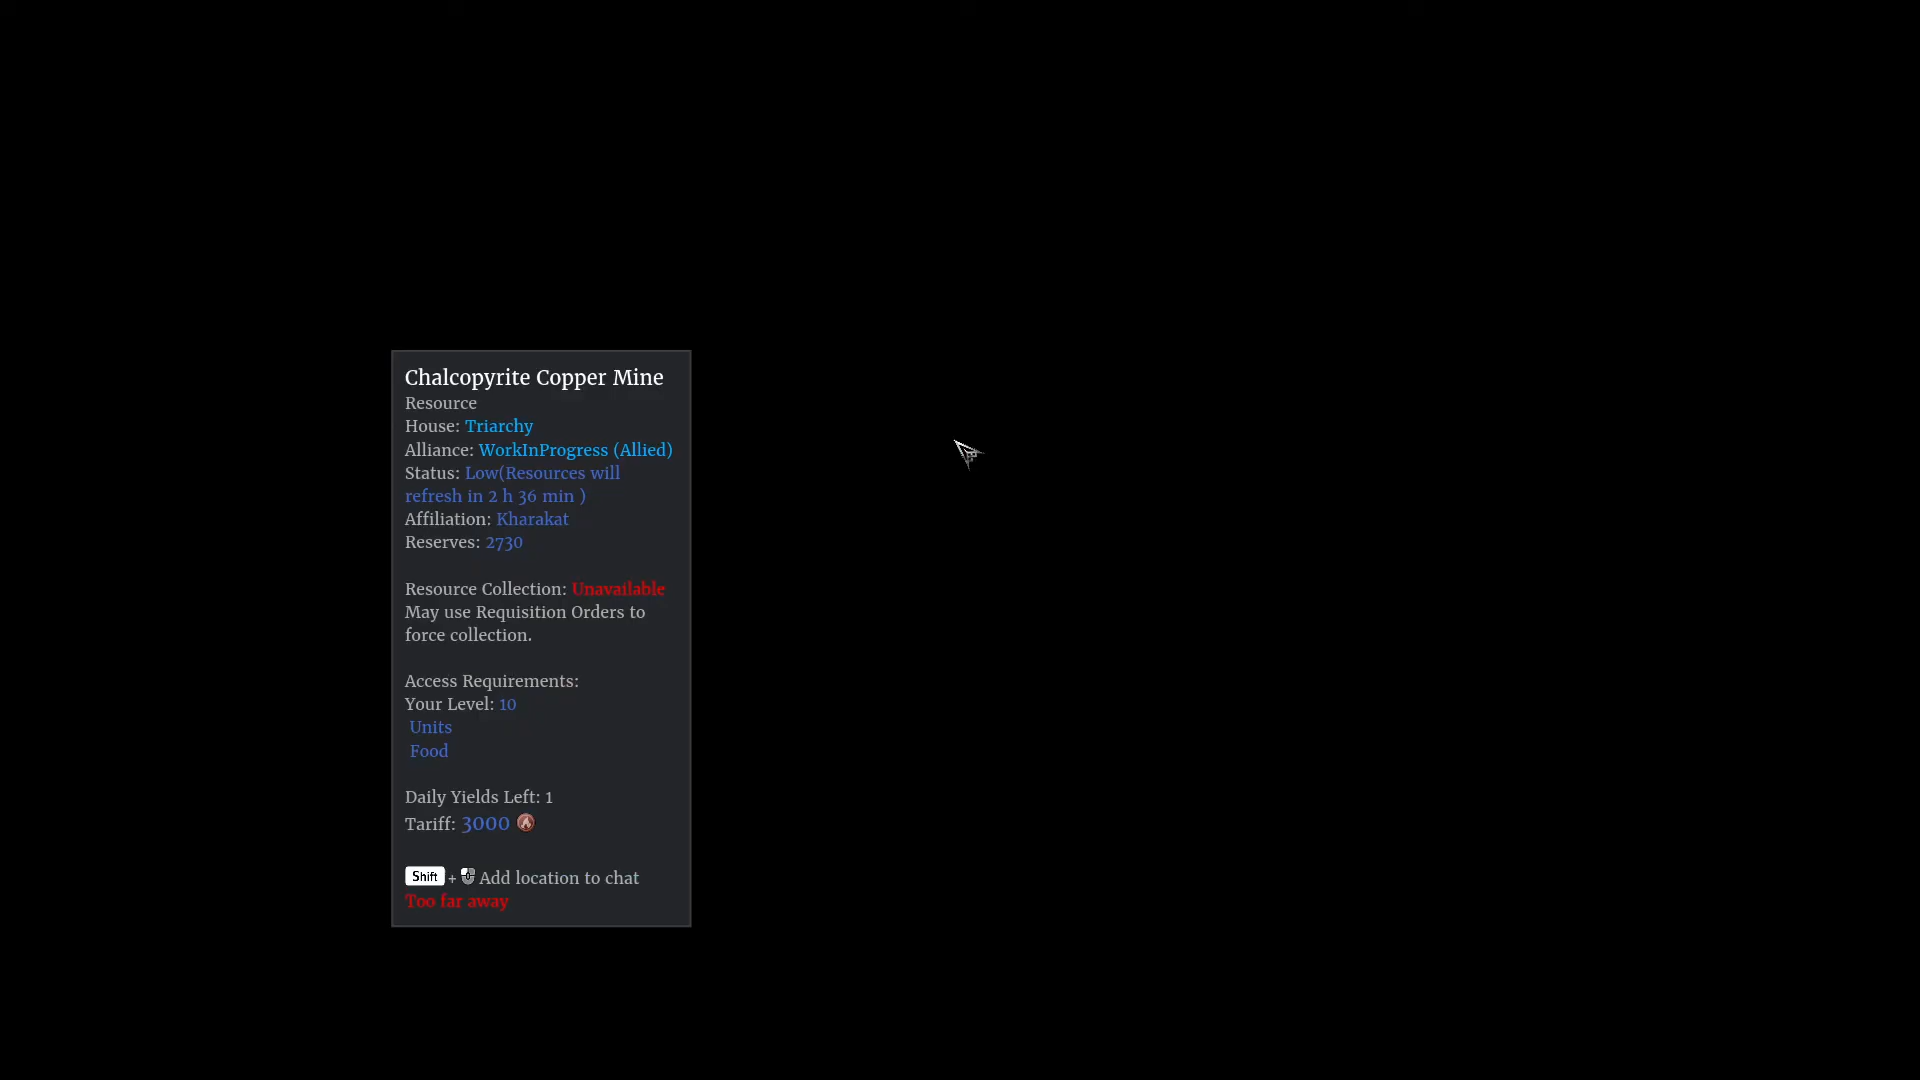 Chalcopyrite Copper Mine
Resource
House: Triarchy
Alliance: WorkInProgress (Allied)
Status: Low(Resources will
refresh in 2 h 36 min )
Affiliation: Kharakat
Reserves: 2730
Resource Collection: Unavailable
May use Requisition Orders to
force collection.
Access Requirements:
Your Level: 10
Units
Food
Daily Yields Left: 1
Tariff: 3000
Shift + Add location to chat
Too far away